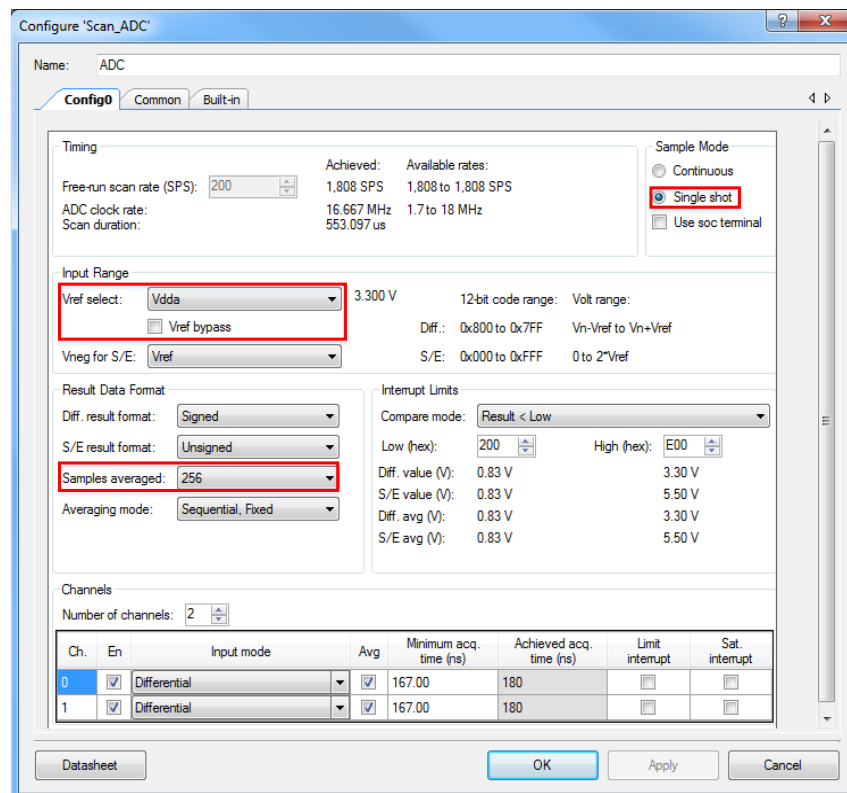 Configure 'Scan_ADC'
Name: ADC
Config0 Common Built-in
Timing
Achieved: Available rates:
Free-run scan rate (SPS): 200 1,808 SPS 1,808 to 1,808 SPS
ADC clock rate: 16.667 MHz 1.7 to 18 MHz
Scan duration: 553.097 us
Sample Mode
Continuous
Single shot
Use soc terminal
Input Range
Vref select: Vdda 3.300 V 12-bit code range: Volt range:
Vref bypass Diff.: 0x800 to 0x7FF Vn-Vref to Vn+Vref
Vneg for S/E: Vref S/E: 0x000 to 0xFFF 0 to 2*Vref
Result Data Format
Diff. result format: Signed
S/E result format: Unsigned
Samples averaged: 256
Averaging mode: Sequential, Fixed
Interrupt Limits
Compare mode: Result < Low
Low (hex): 200 High (hex): E00
Diff. value (V): 0.83 V 3.30 V
S/E value (V): 0.83 V 5.50 V
Diff. avg (V): 0.83 V 3.30 V
S/E avg (V): 0.83 V 5.50 V
Channels
Number of channels: 2
Ch. En Input mode Avg Minimum acq. time (ns) Achieved acq. time (ns) Limit interrupt Sat. interrupt
0 Differential 167.00 180
1 Differential 167.00 180
Datasheet OK Apply Cancel